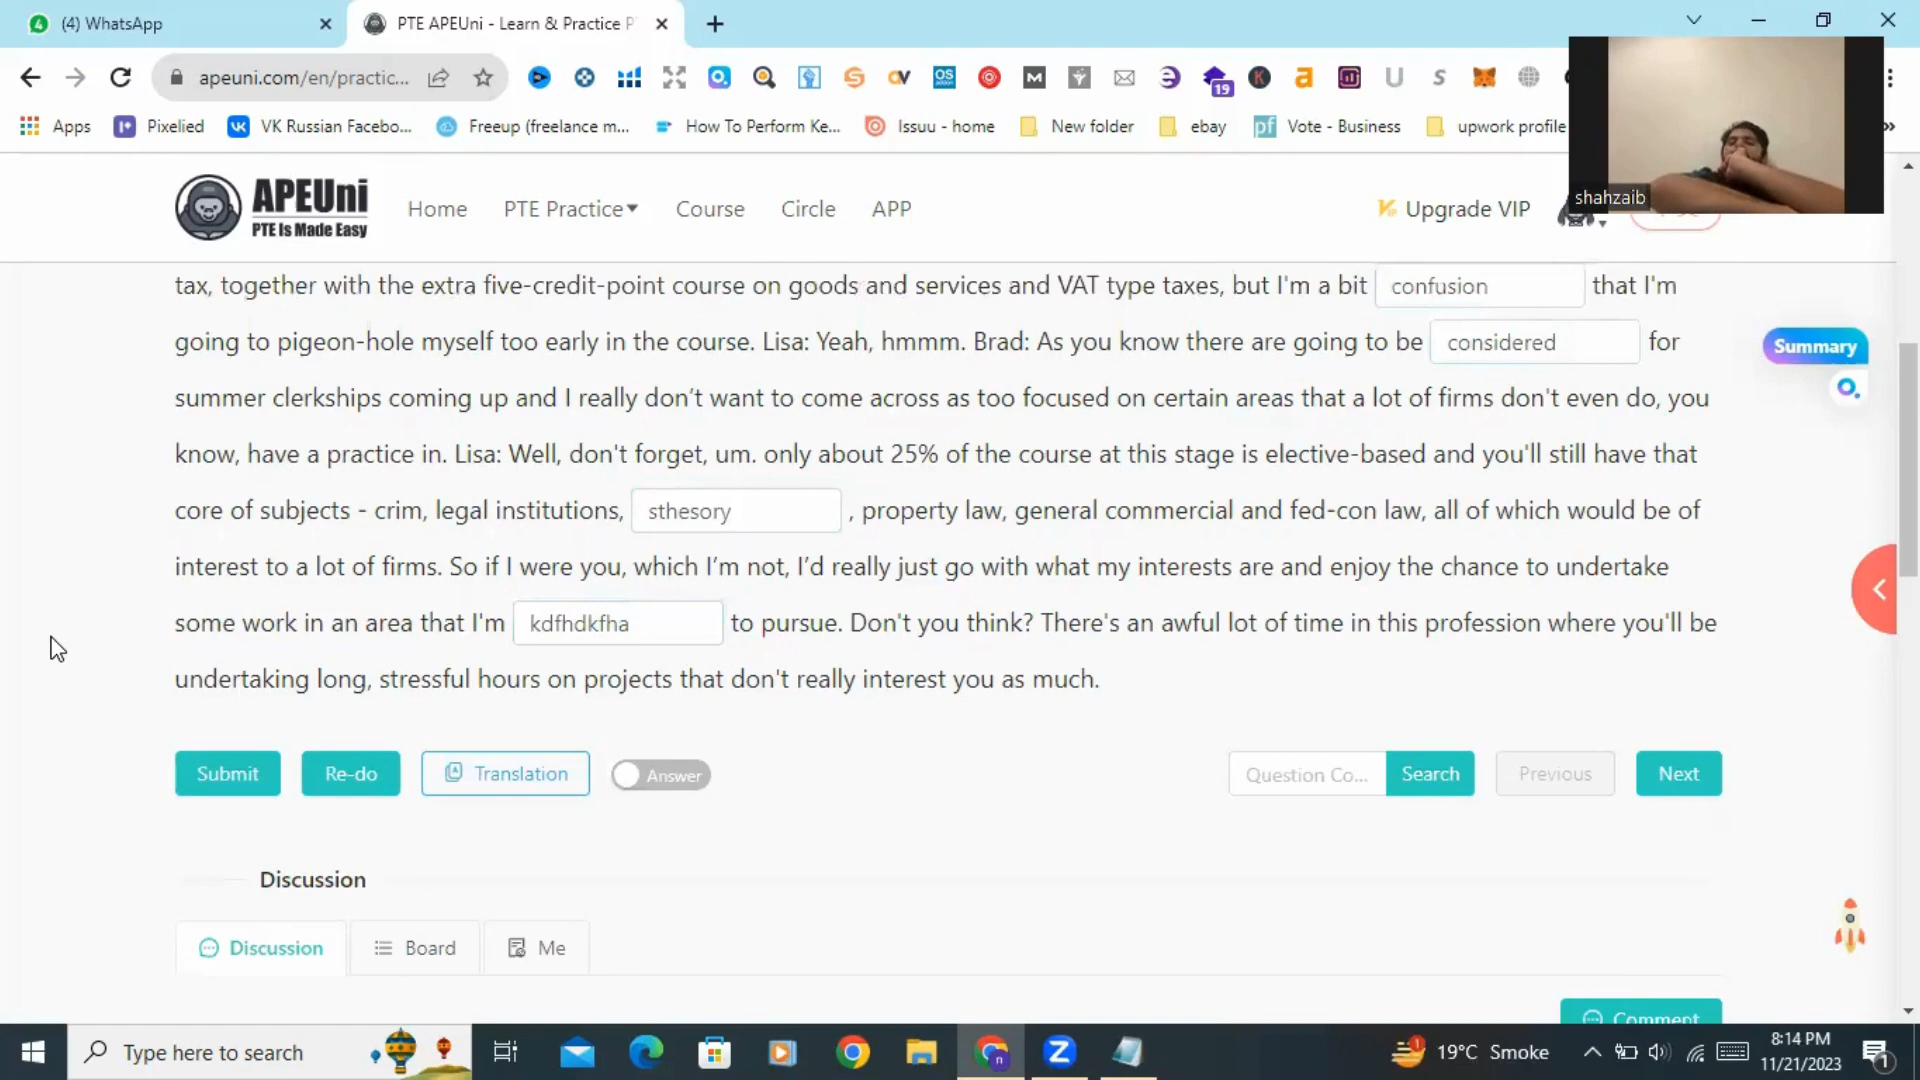 (4) WhatsApp
PTE APEUni - Learn & Practice P
apeuni.com/en/practic...
19
Apps
Pixelied
VK Russian Facebo...
Freeup (freelance m...
How To Perform Ke...
Issuu - home
New folder
ebay
Vote - Business
upwork profile
shahzaib
APEUni
PTE Is Made Easy
Home
PTE Practice
Course
Circle
APP
Upgrade VIP
tax, together with the extra five-credit-point course on goods and services and VAT type taxes, but I'm a bit confusion that I'm
going to pigeon-hole myself too early in the course. Lisa: Yeah, hmmm. Brad: As you know there are going to be considered for
summer clerkships coming up and I really don’t want to come across as too focused on certain areas that a lot of firms don't even do, you
know, have a practice in. Lisa: Well, don't forget, um. only about 25% of the course at this stage is elective-based and you'll still have that
core of subjects - crim, legal institutions, sthesory , property law, general commercial and fed-con law, all of which would be of
interest to a lot of firms. So if I were you, which I’m not, I’d really just go with what my interests are and enjoy the chance to undertake
some work in an area that I'm kdfhdkfha to pursue. Don't you think? There's an awful lot of time in this profession where you'll be
undertaking long, stressful hours on projects that don't really interest you as much.
Summary
Submit
Re-do
Translation
Answer
Question Co...
Search
Previous
Next
Discussion
Discussion
Board
Me
Comment
Type here to search
19°C Smoke
8:14 PM
11/21/2023
1